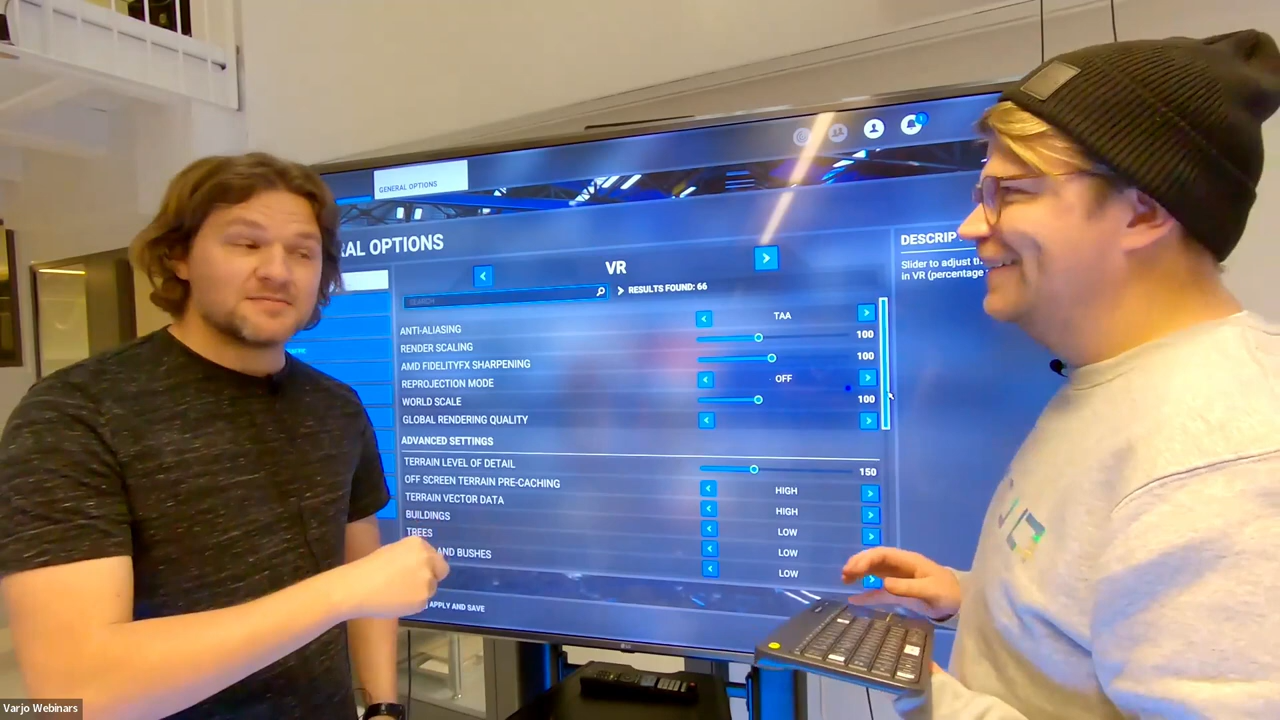 GENERAL OPTIONS
1
RAL OPTIONS
VR
SEARCH
RESULTS FOUND: 66
ANTI-ALIASING TAA
RENDER SCALING 100
AMD FIDELITYFX SHARPENING 100
REPROJECTION MODE OFF
WORLD SCALE 100
GLOBAL RENDERING QUALITY
ADVANCED SETTINGS
TERRAIN LEVEL OF DETAIL 150
OFF SCREEN TERRAIN PRE-CACHING HIGH
TERRAIN VECTOR DATA HIGH
BUILDINGS LOW
TREES LOW
AND BUSHES LOW
APPLY AND SAVE
DESCRIP
Slider to adjust th
in VR (percentage
LG
Varjo Webinars